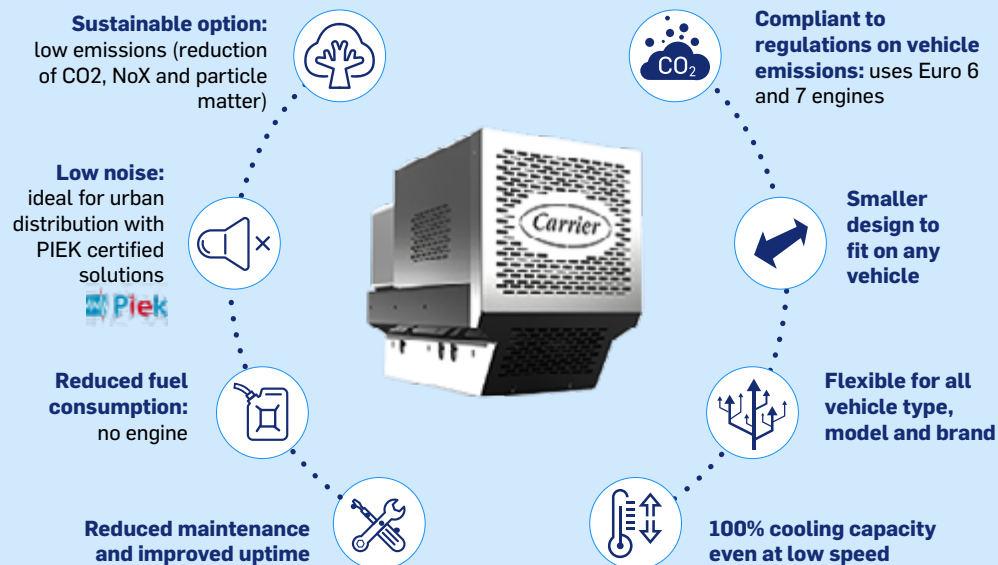 Sustainable option:
low emissions (reduction
of CO2, NoX and particle
matter)
Low noise:
ideal for urban
distribution with
PIEK certified
solutions
Piek
Reduced fuel
consumption:
no engine
Reduced maintenance
and improved uptime
Carrier
CO₂
Compliant to
regulations on vehicle
emissions: uses Euro 6
and 7 engines
Smaller
design to
fit on any
vehicle
Flexible for all
vehicle type,
model and brand
100% cooling capacity
even at low speed